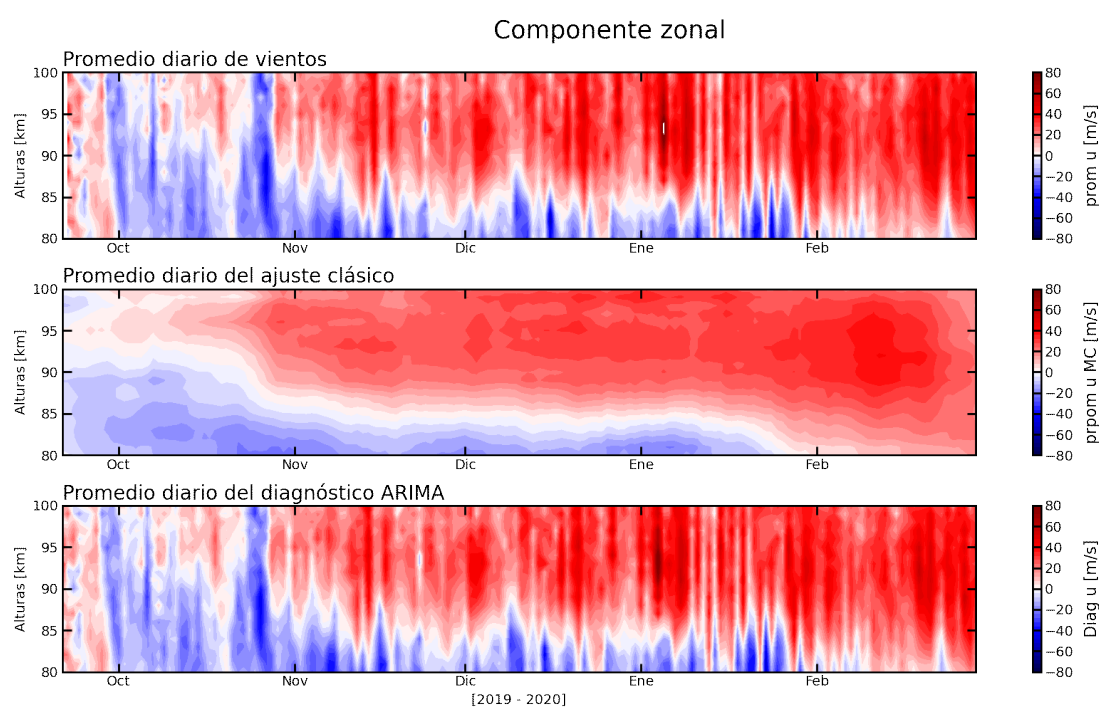 Componente zonal
Promedio diario de vientos
100
95
90
85
80
Alturas [km]
Oct
Nov
Dic
Ene
Feb
80
60
40
20
0
−20
−40
−60
−80
prom u [m/s]
Promedio diario del ajuste clásico
100
95
90
85
80
Alturas [km]
Oct
Nov
Dic
Ene
Feb
80
60
40
20
0
−20
−40
−60
−80
prpom u MC [m/s]
Promedio diario del diagnóstico ARIMA
100
95
90
85
80
Alturas [km]
Oct
Nov
Dic
Ene
Feb
[2019 - 2020]
80
60
40
20
0
−20
−40
−60
−80
Diag u [m/s]